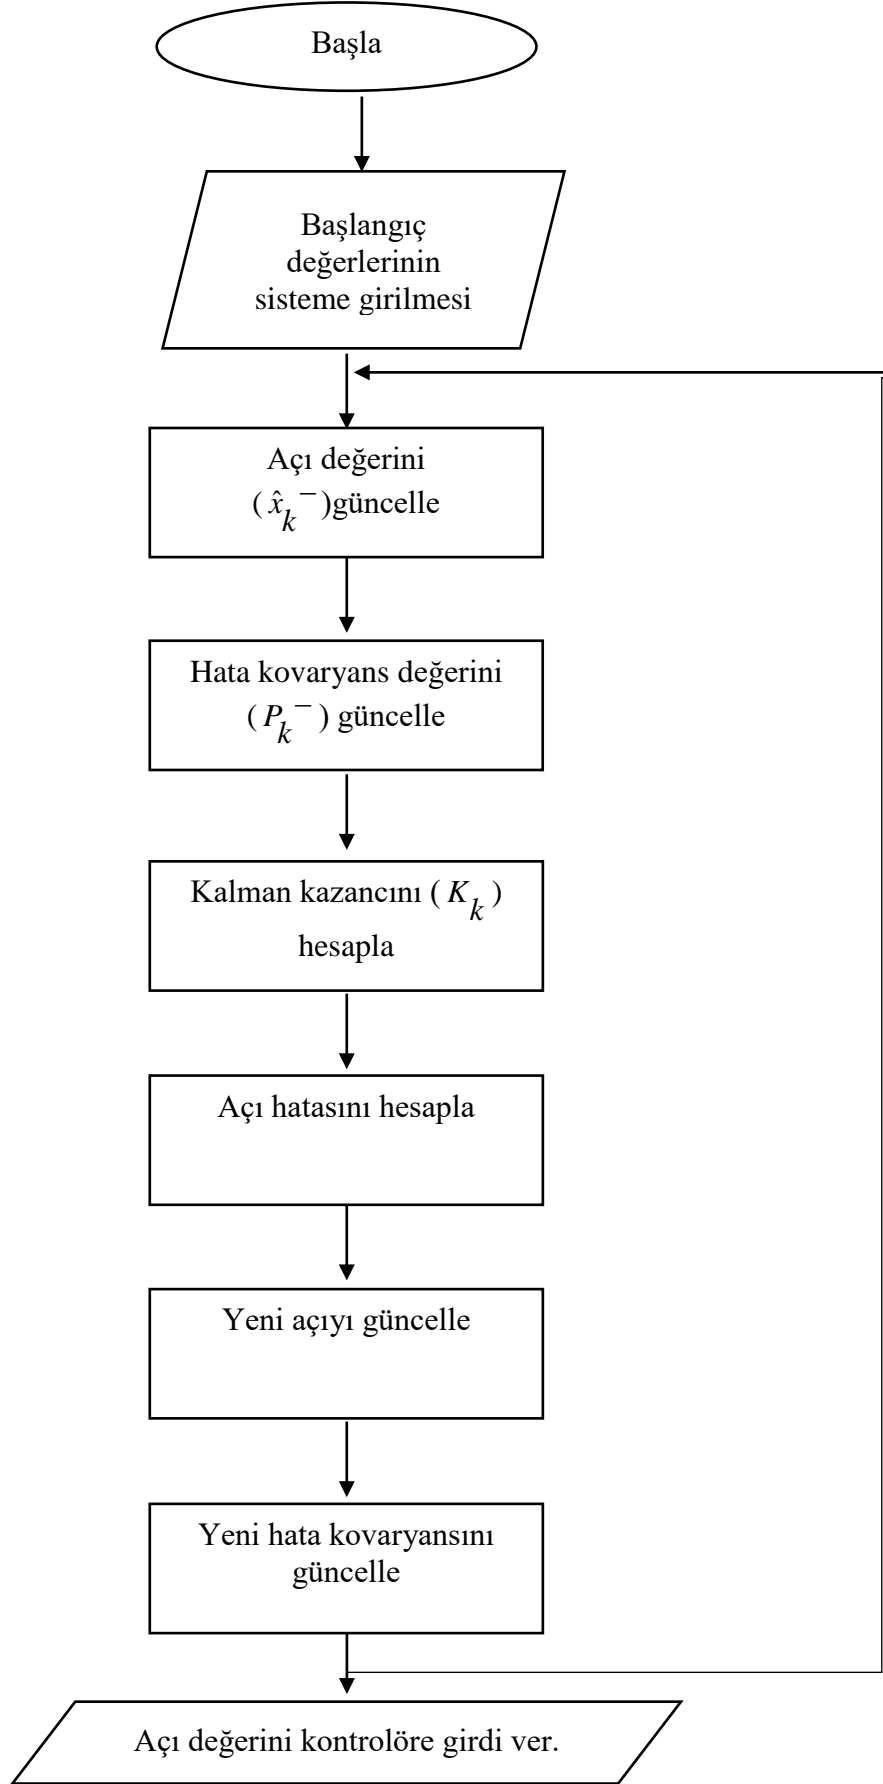 Başla
Başlangıç
değerlerinin
sisteme girilmesi
Açı değerini
( x̂ₖ⁻ )güncelle
Hata kovaryans değerini
( Pₖ⁻ ) güncelle
Kalman kazancını ( Kₖ )
hesapla
Açı hatasını hesapla
Yeni açıyı güncelle
Yeni hata kovaryansını
güncelle
Açı değerini kontrolöre girdi ver.